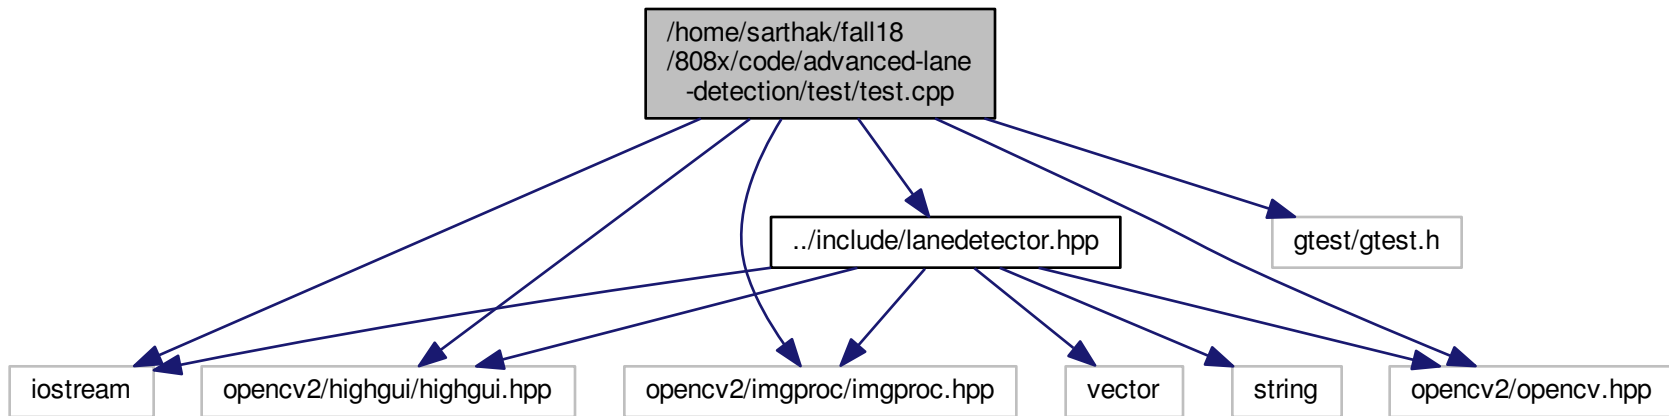 /home/sarthak/fall18
/808x/code/advanced-lane
-detection/test/test.cpp
../include/lanedetector.hpp
gtest/gtest.h
iostream
opencv2/highgui/highgui.hpp
opencv2/imgproc/imgproc.hpp
vector
string
opencv2/opencv.hpp